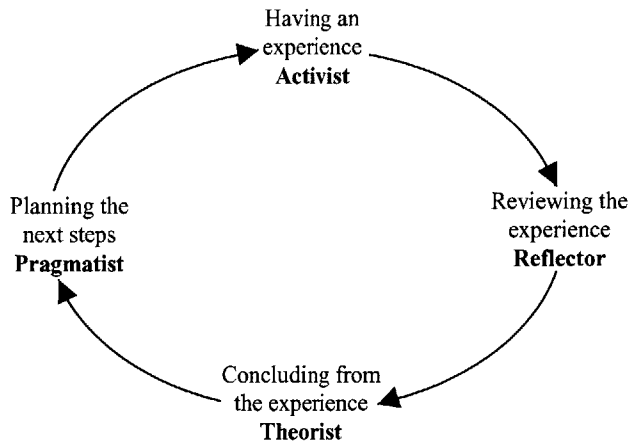 Having an
experience
Activist
Reviewing the
experience
Reflector
Concluding from
the experience
Theorist
Planning the
next steps
Pragmatist